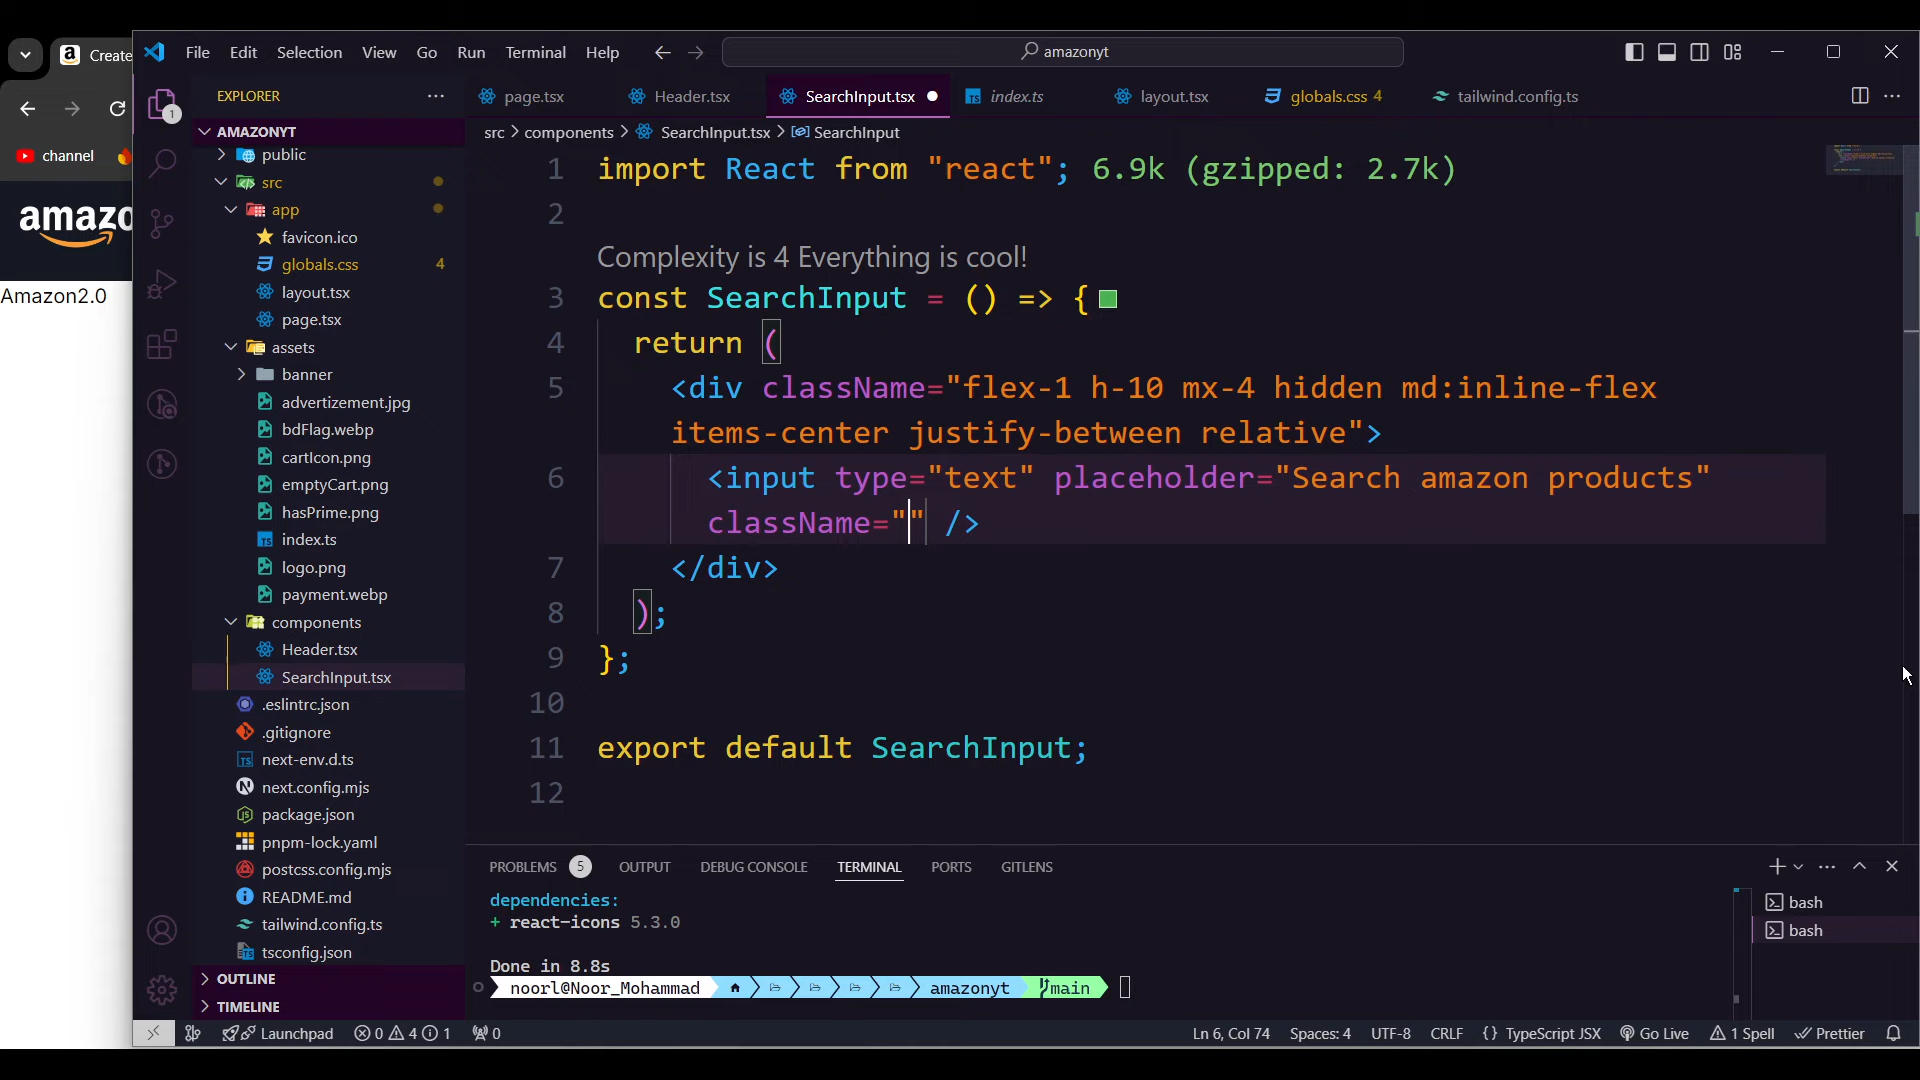 Create
File Edit Selection View Go Run Terminal Help
amazonyt
EXPLORER
page.tsx Header.tsx SearchInput.tsx index.ts layout.tsx globals.css 4 tailwind.config.ts
1
channel
AMAZONYT
src > components > SearchInput.tsx > SearchInput
public
src
app
favicon.ico
globals.css 4
layout.tsx
page.tsx
assets
banner
advertizement.jpg
bdFlag.webp
cartIcon.png
emptyCart.png
hasPrime.png
index.ts
logo.png
payment.webp
components
Header.tsx
SearchInput.tsx
.eslintrc.json
.gitignore
next-env.d.ts
next.config.mjs
package.json
pnpm-lock.yaml
postcss.config.mjs
README.md
tailwind.config.ts
tsconfig.json
OUTLINE
TIMELINE
amazo
Amazon2.0
1 import React from "react"; 6.9k (gzipped: 2.7k)
2
Complexity is 4 Everything is cool!
3 const SearchInput = () => {
4 return (
5 <div className="flex-1 h-10 mx-4 hidden md:inline-flex
items-center justify-between relative">
6 <input type="text" placeholder="Search amazon products"
className="" />
7 </div>
8 );
9 };
10
11 export default SearchInput;
12
PROBLEMS 5 OUTPUT DEBUG CONSOLE TERMINAL PORTS GITLENS
dependencies:
+ react-icons 5.3.0
Done in 8.8s
noorl@Noor_Mohammad amazonyt main
bash
bash
Launchpad 0 4 1 0 Ln 6, Col 74 Spaces: 4 UTF-8 CRLF {} TypeScript JSX Go Live 1 Spell Prettier